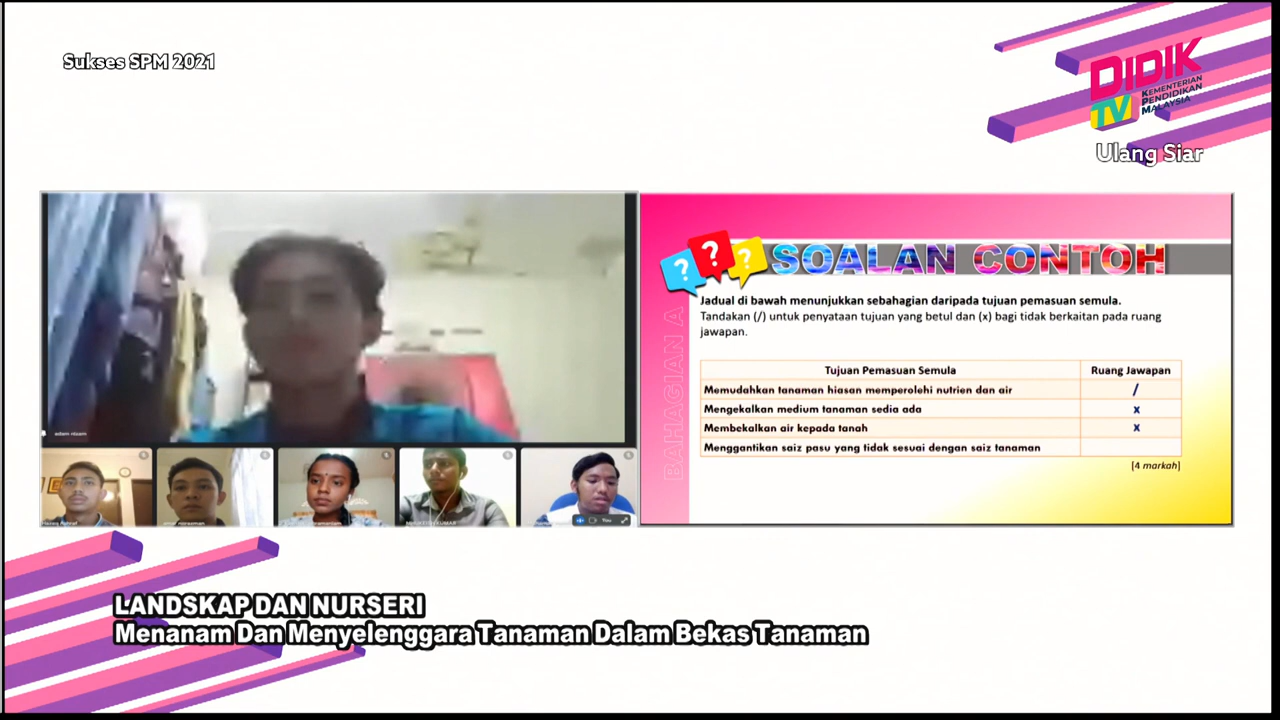 Sukses SPM 2021
DIDIK
TV
KEMENTERIAN
PENDIDIKAN
MALAYSIA
Ulang Siar
adam nizam
SOALAN CONTOH
BAHAGIAN A
Jadual di bawah menunjukkan sebahagian daripada tujuan pemasuan semula.
Tandakan (/) untuk penyataan tujuan yang betul dan (x) bagi tidak berkaitan pada ruang
jawapan.
Tujuan Pemasuan Semula Ruang Jawapan
Memudahkan tanaman hiasan memperolehi nutrien dan air /
Mengekalkan medium tanaman sedia ada x
Membekalkan air kepada tanah x
Menggantikan saiz pasu yang tidak sesuai dengan saiz tanaman
[4 markah]
You
LANDSKAP DAN NURSERI
Menanam Dan Menyelenggara Tanaman Dalam Bekas Tanaman